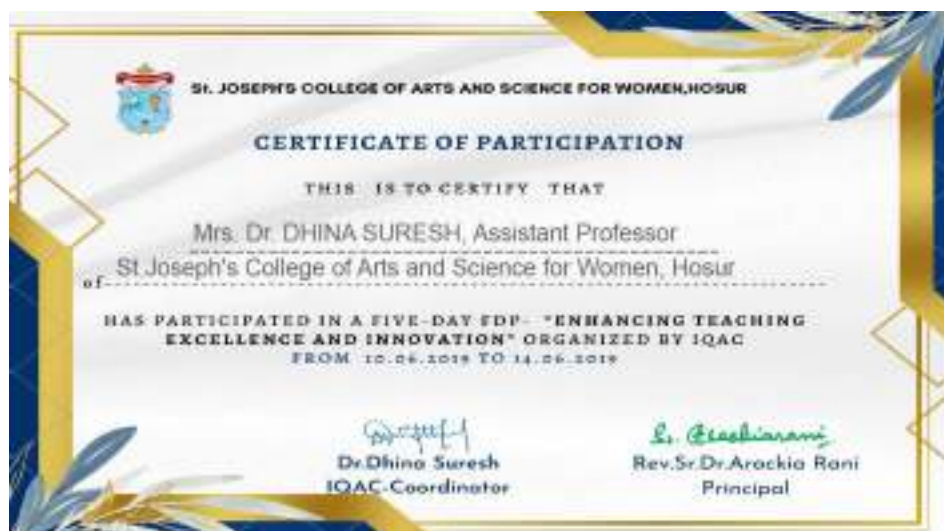 St. JOSEPH'S COLLEGE OF ARTS AND SCIENCE FOR WOMEN,HOSUR
CERTIFICATE OF PARTICIPATION
THIS IS TO CERTIFY THAT
Mrs. Dr. DHINA SURESH, Assistant Professor
of St.Joseph's College of Arts and Science for Women, Hosur
HAS PARTICIPATED IN A FIVE-DAY FDP- "ENHANCING TEACHING
EXCELLENCE AND INNOVATION" ORGANIZED BY IQAC
FROM 10.06.2019 TO 14.06.2019
Dr.Dhina Suresh
Rev.Sr.Dr.Arockia Rani
IQAC-Coordinator
Principal